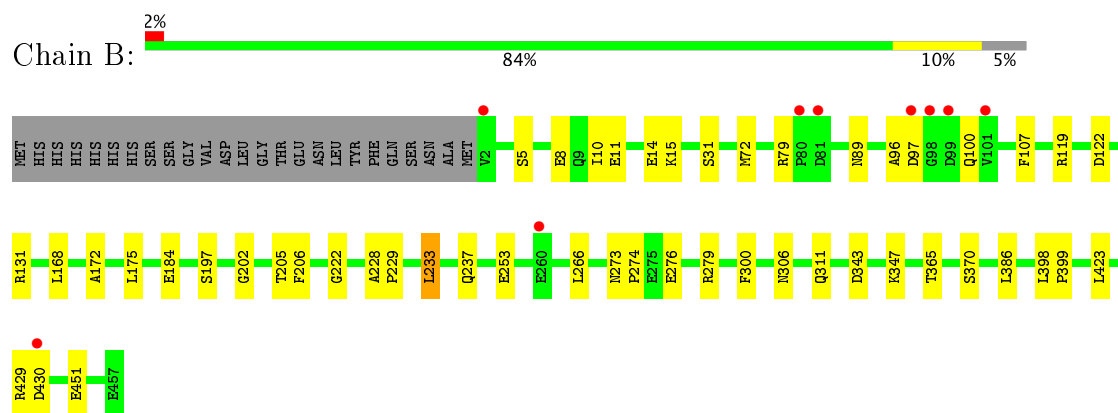 2%
Chain B:
84% 10% 5%
MET HIS HIS HIS HIS HIS HIS SER SER GLY VAL ASP LEU GLY THR GLU ASN LEU TYR PHE GLN SER ASN ALA MET V2 S5 E8 Q9 I10 E11 E14 K15 S31 M72 R79 P80 D81 N89 A96 D97 G98 D99 Q100 V101 F107 R119 D122
R131 L168 A172 L175 E184 S197 G202 T205 F206 G222 A228 P229 L233 Q237 E253 E260 L266 N273 P274 E275 E276 R279 F300 N306 Q311 D343 K347 T365 S370 L386 L398 P399 L423
R429 D430 E451 E457